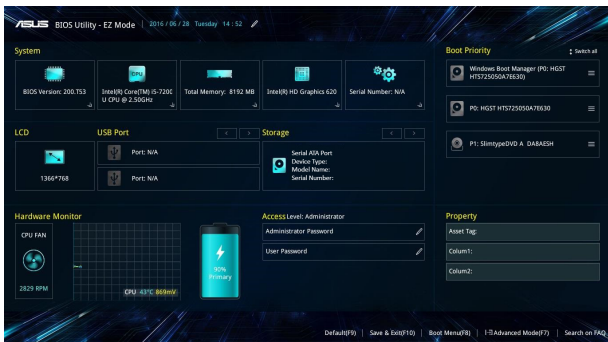 ASUS BIOS Utility - EZ Mode | 2016 / 06 / 28 Tuesday 14 : 52
System
BIOS Version: 200.T53
CPU
Intel(R) Core(TM) i5-7200
U CPU @ 2.50GHz
Total Memory: 8192 MB
Intel(R) HD Graphics 620
Serial Number: N/A
Boot Priority
Switch all
Windows Boot Manager (P0: HGST
HTS725050A7E630)
P0: HGST HTS725050A7E630
P1: SlimtypeDVD A DA8AESH
LCD
1366*768
USB Port
Port: N/A
Port: N/A
Storage
Serial ATA Port
Device Type:
Model Name:
Serial Number:
Hardware Monitor
CPU FAN
2829 RPM
CPU 43°C 869mV
90%
Primary
Access Level: Administrator
Administrator Password
User Password
Property
Asset Tag:
Colum1:
Colum2:
Default(F9) | Save & Exit(F10) | Boot Menu(F8) | Advanced Mode(F7) | Search on FAQ